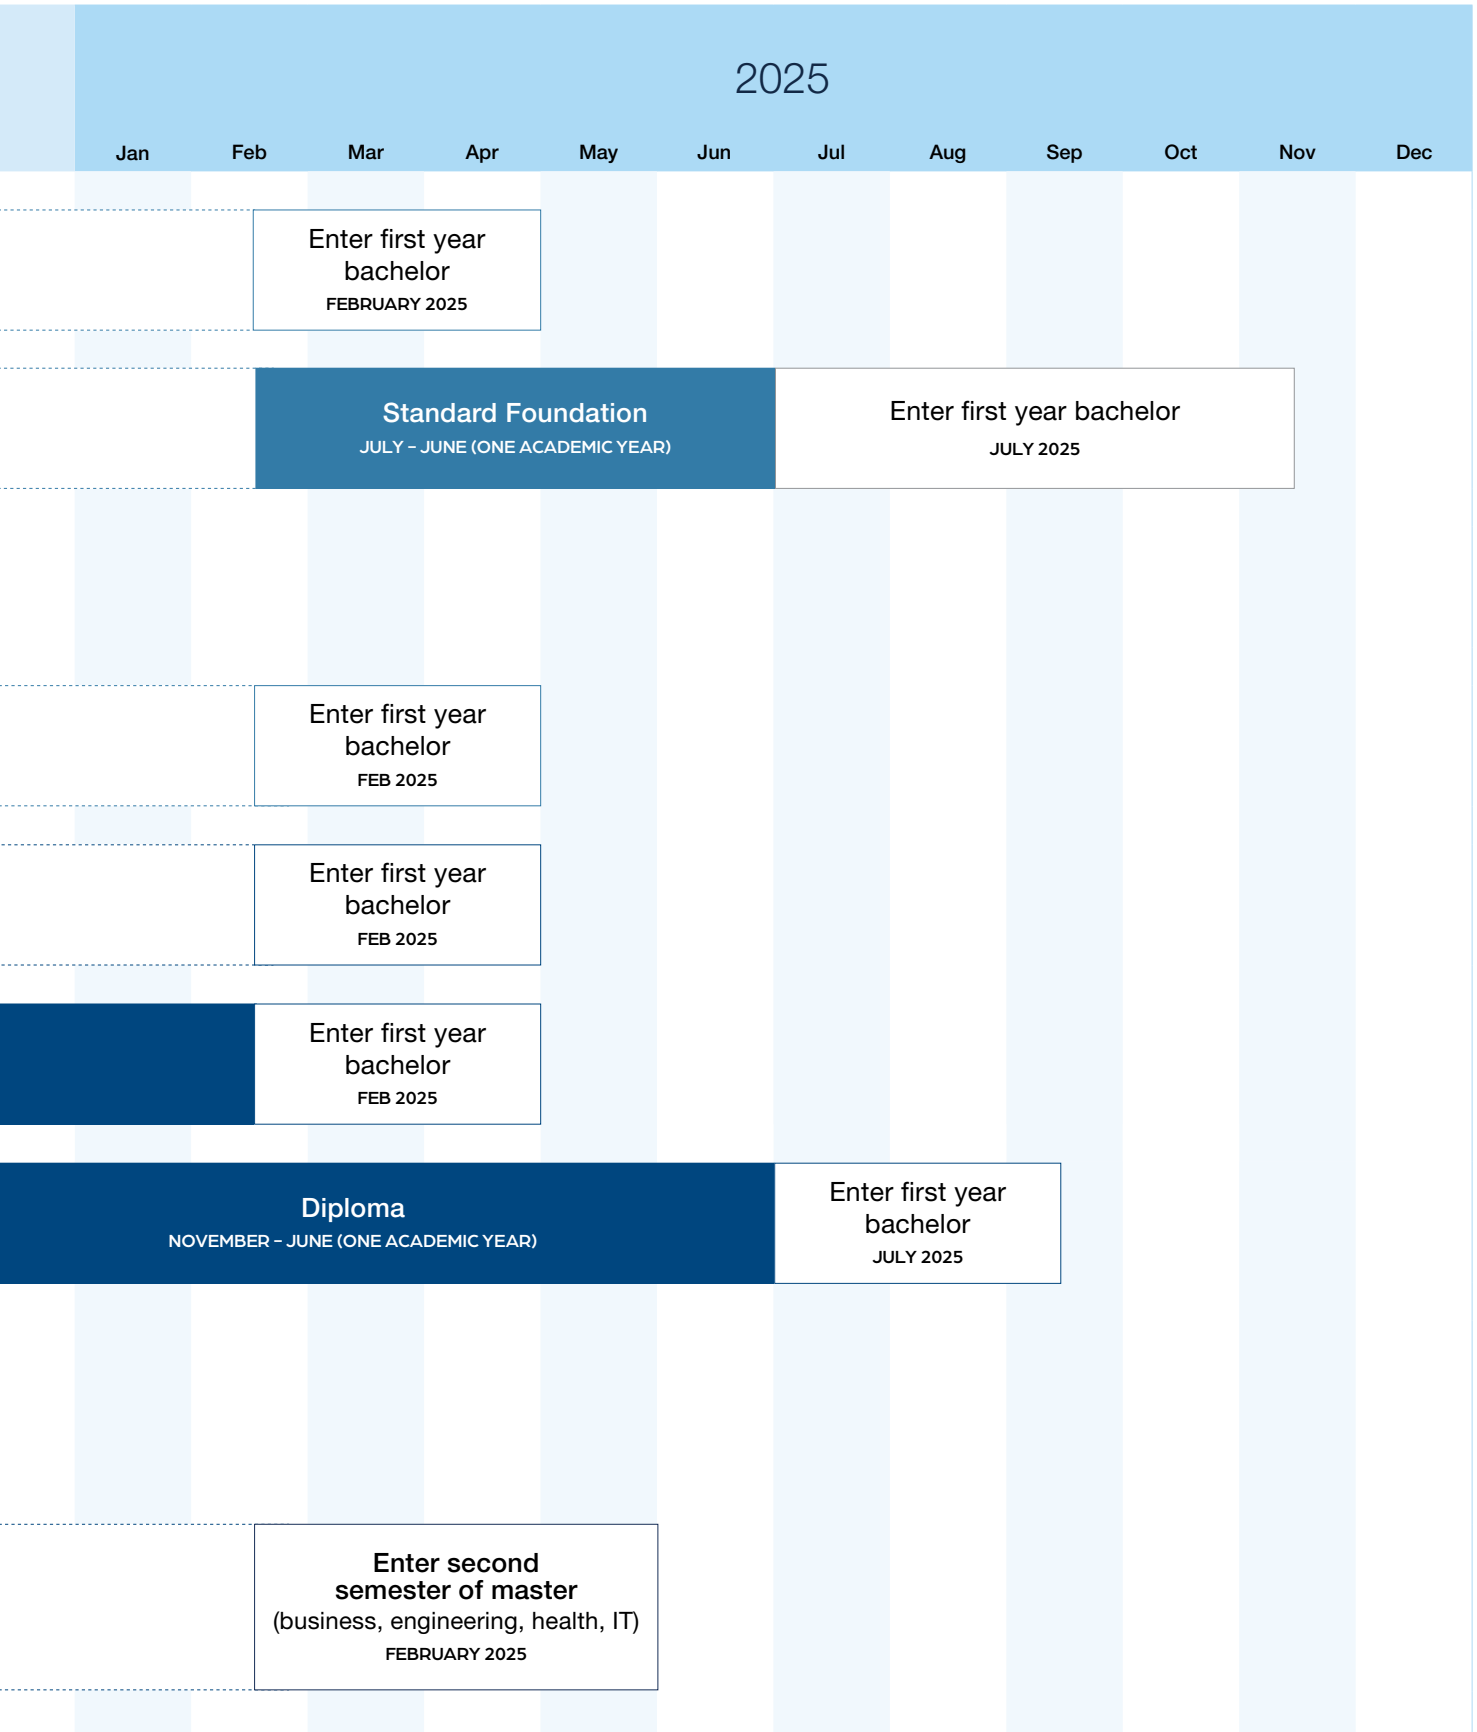 2025
Jan Feb Mar Apr May Jun Jul Aug Sep Oct Nov Dec
Enter first year
bachelor
FEBRUARY 2025
Standard Foundation
JULY – JUNE (ONE ACADEMIC YEAR)
Enter first year bachelor
JULY 2025
Enter first year
bachelor
FEB 2025
Enter first year
bachelor
FEB 2025
Enter first year
bachelor
FEB 2025
Diploma
NOVEMBER – JUNE (ONE ACADEMIC YEAR)
Enter first year
bachelor
JULY 2025
Enter second
semester of master
(business, engineering, health, IT)
FEBRUARY 2025